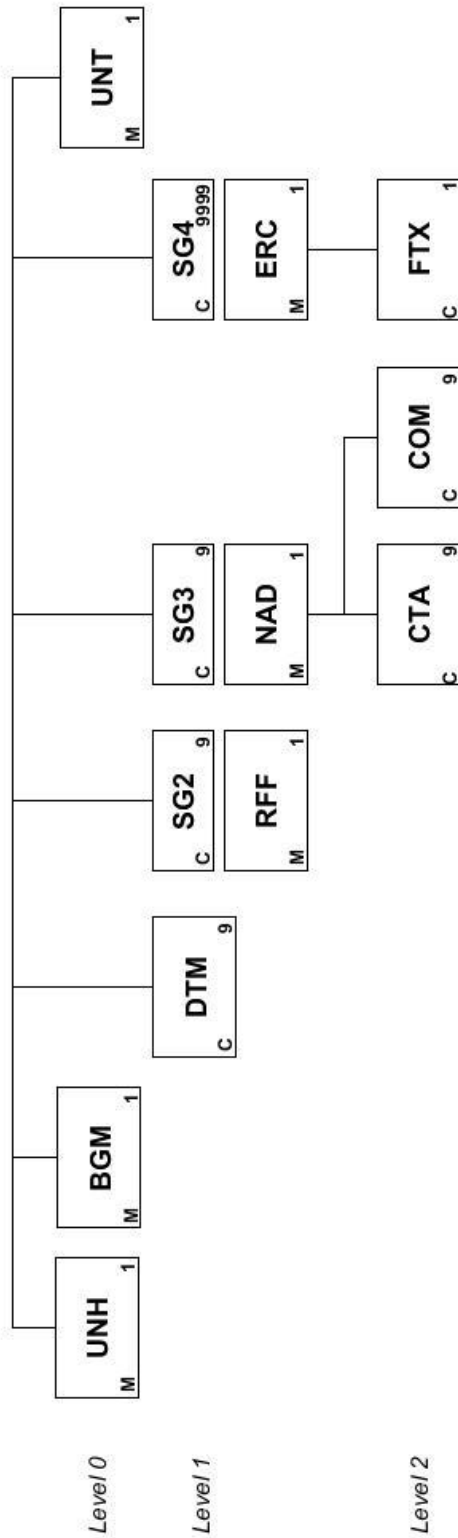 Level 0
UNH
M 1
BGM
M 1
UNT
M 1
Level 1
DTM
C 9
SG2
C 9
RFF
M 1
SG3
C 9
NAD
M 1
SG4
C 9999
ERC
M 1
Level 2
CTA
C 9
COM
C 9
FTX
C 1